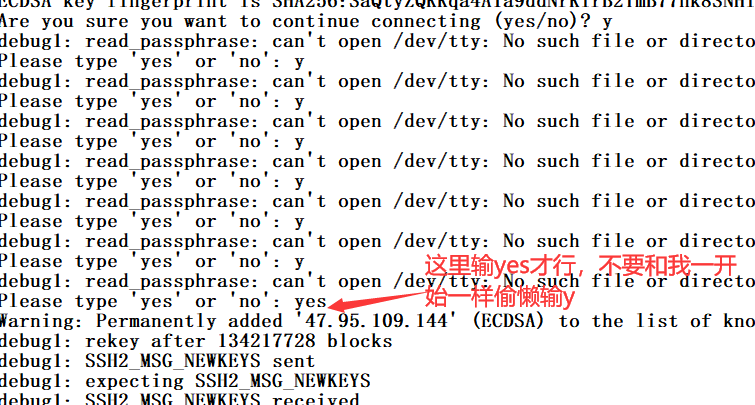 ECDSA key fingerprint is
Are you sure you want to continue connecting (yes/no)? y
debug1: read_passphrase: can't open /dev/tty: No such file or directo
Please type 'yes' or 'no': y
debug1: read_passphrase: can't open /dev/tty: No such file or directo
Please type 'yes' or 'no': y
debug1: read_passphrase: can't open /dev/tty: No such file or directo
Please type 'yes' or 'no': y
debug1: read_passphrase: can't open /dev/tty: No such file or directo
Please type 'yes' or 'no': y
debug1: read_passphrase: can't open /dev/tty: No such file or directo
Please type 'yes' or 'no': y
debug1: read_passphrase: can't open /dev/tty: No such file or directo
Please type 'yes' or 'no': y
debug1: read_passphrase: can't open /dev/tty: No such file or directo
这里输yes才行，不要和我一开
始一样偷懒输y
Please type 'yes' or 'no': yes
Warning: Permanently added '47.95.109.144' (ECDSA) to the list of kno
debug1: rekey after 134217728 blocks
debug1: SSH2_MSG_NEWKEYS sent
debug1: expecting SSH2_MSG_NEWKEYS
debug1: SSH2_MSG_NEWKEYS received